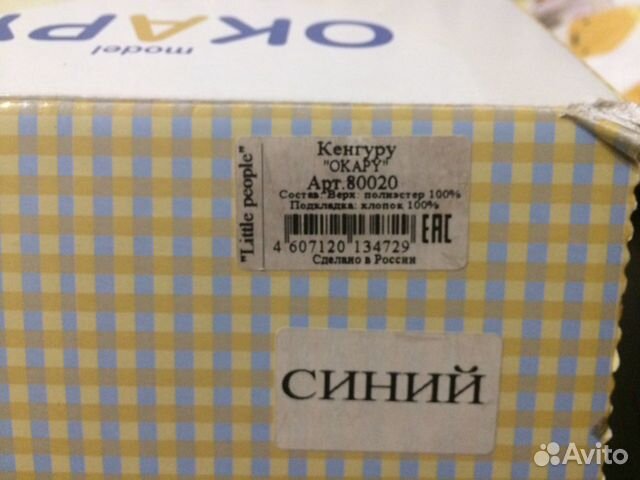 ОКАРУ
model
"Little people"
Кенгуру
"ОКАРУ"
Арт.80020
Состав: Верх: полиэстер 100%
Подкладка: хлопок 100%
4 607120 134729
EAC
Сделано в России
СИНИЙ
Avito